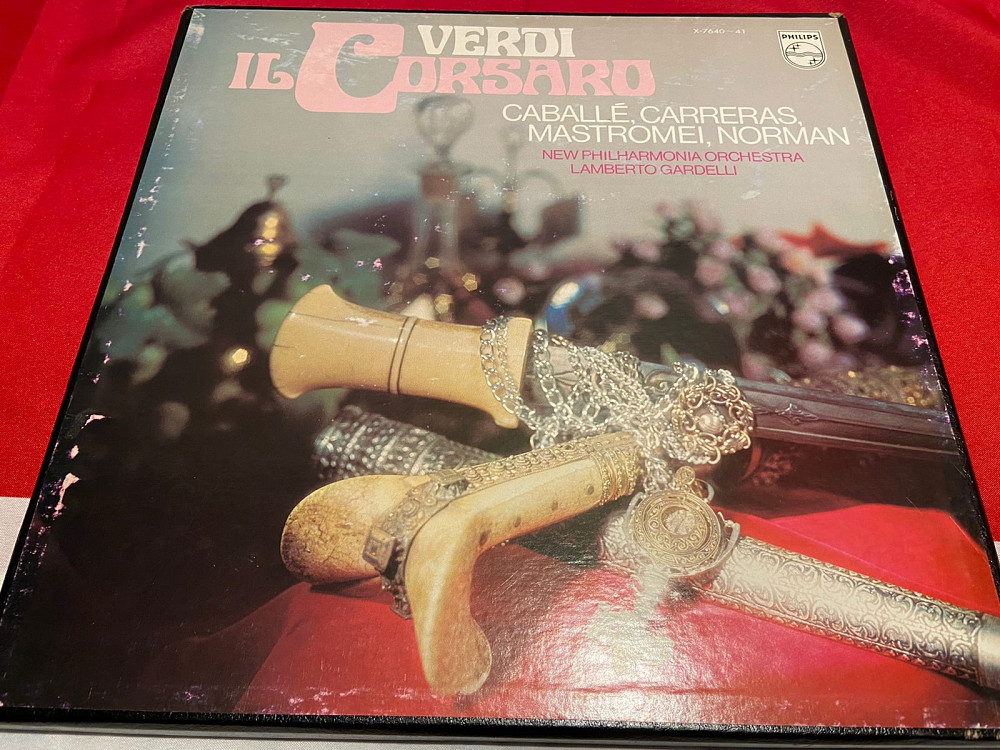 X-7640-41
PHILIPS
VERDI
IL CORSARO
CABALLÉ, CARRERAS,
MASTROMEI, NORMAN
NEW PHILHARMONIA ORCHESTRA
LAMBERTO GARDELLI